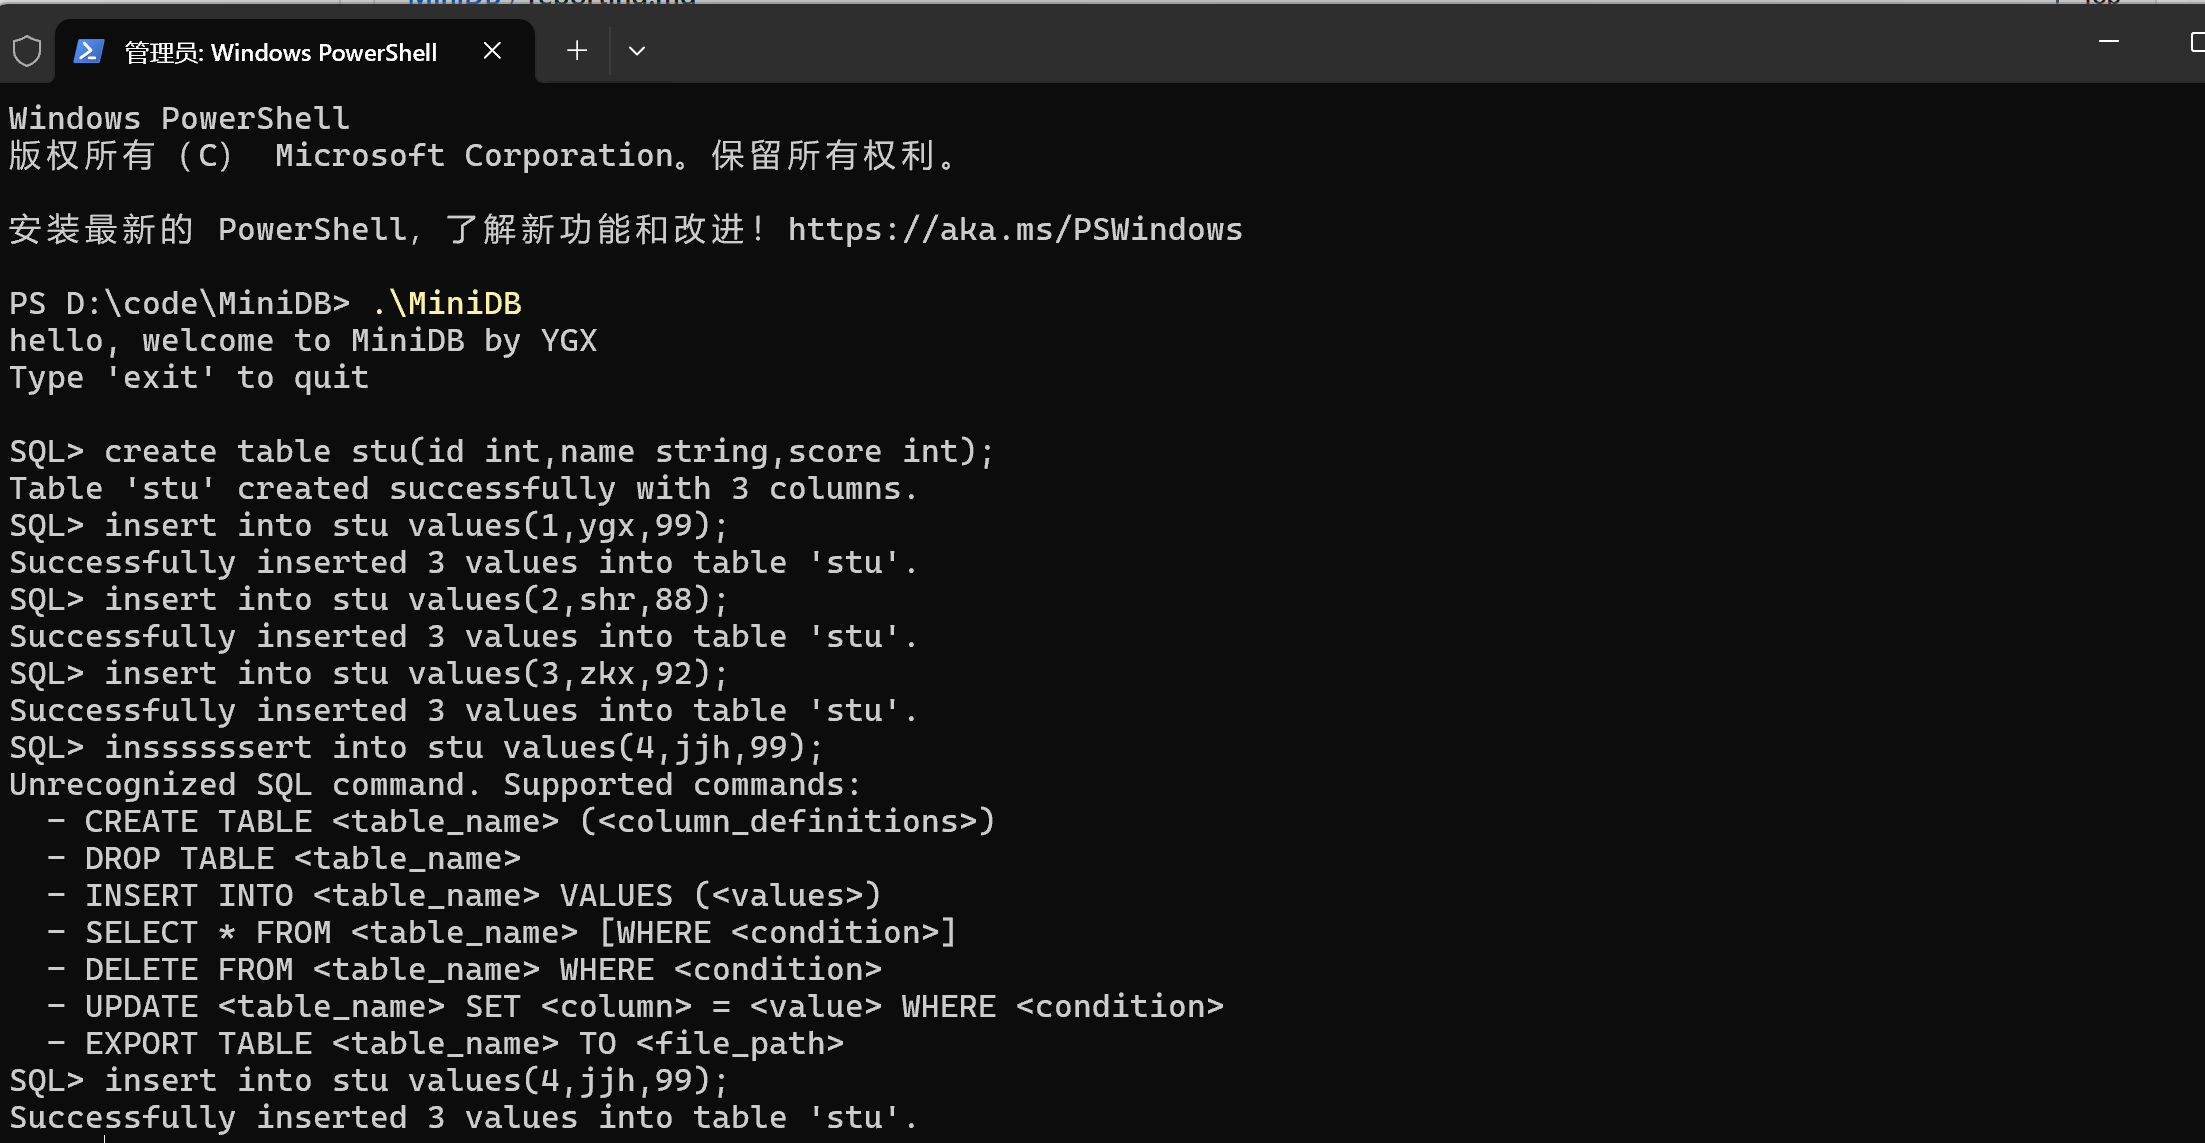 管理员: Windows PowerShell
Windows PowerShell
版权所有（C） Microsoft Corporation。保留所有权利。
安装最新的 PowerShell，了解新功能和改进！https://aka.ms/PSWindows
PS D:\code\MiniDB> .\MiniDB
hello, welcome to MiniDB by YGX
Type 'exit' to quit
SQL> create table stu(id int,name string,score int);
Table 'stu' created successfully with 3 columns.
SQL> insert into stu values(1,ygx,99);
Successfully inserted 3 values into table 'stu'.
SQL> insert into stu values(2,shr,88);
Successfully inserted 3 values into table 'stu'.
SQL> insert into stu values(3,zkx,92);
Successfully inserted 3 values into table 'stu'.
SQL> inssssssert into stu values(4,jjh,99);
Unrecognized SQL command. Supported commands:
  - CREATE TABLE <table_name> (<column_definitions>)
  - DROP TABLE <table_name>
  - INSERT INTO <table_name> VALUES (<values>)
  - SELECT * FROM <table_name> [WHERE <condition>]
  - DELETE FROM <table_name> WHERE <condition>
  - UPDATE <table_name> SET <column> = <value> WHERE <condition>
  - EXPORT TABLE <table_name> TO <file_path>
SQL> insert into stu values(4,jjh,99);
Successfully inserted 3 values into table 'stu'.